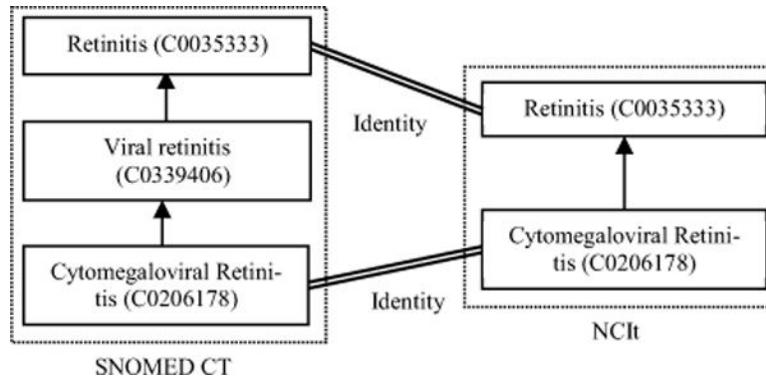 Retinitis (C0035333)
Viral retinitis
(C0339406)
Cytomegaloviral Retini-
tis (C0206178)
SNOMED CT
Identity
Identity
Retinitis (C0035333)
Cytomegaloviral Retini-
tis (C0206178)
NCIt